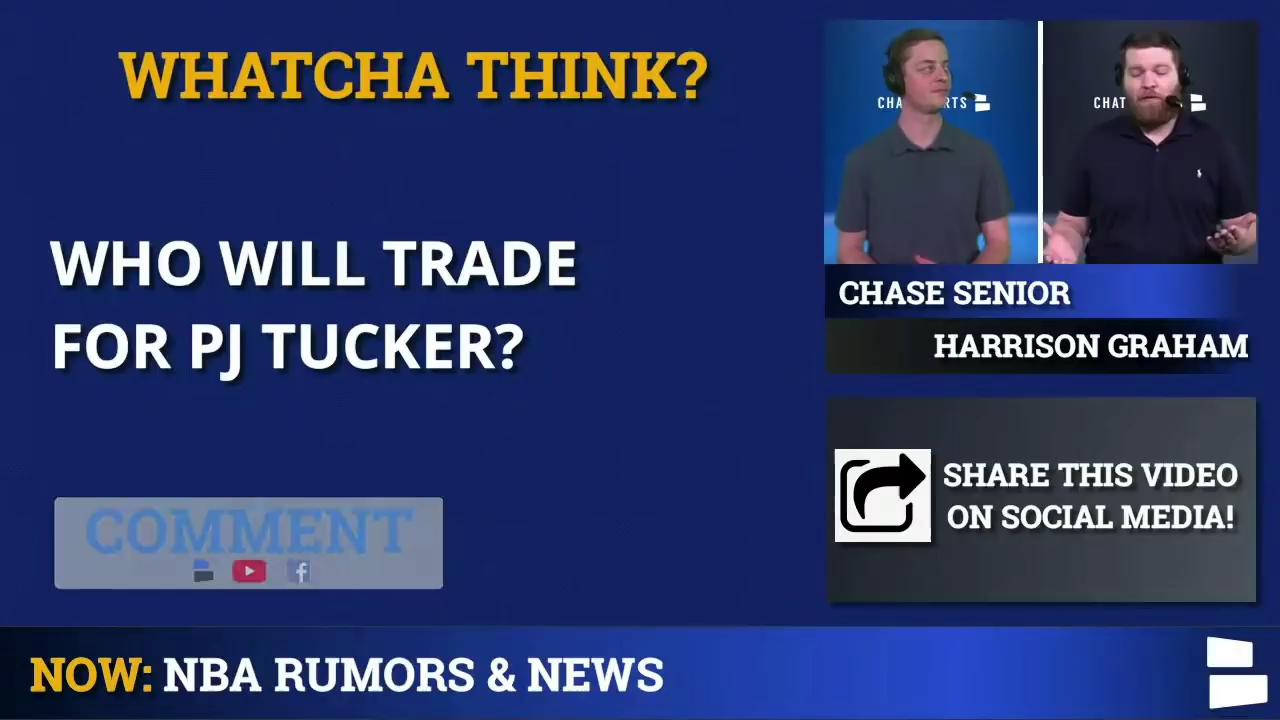 WHATCHA THINK?
WHO WILL TRADE
FOR PJ TUCKER?
COMMENT
CHAT
CHASE SENIOR
HARRISON GRAHAM
SHARE THIS VIDEO
ON SOCIAL MEDIA!
NOW: NBA RUMORS & NEWS